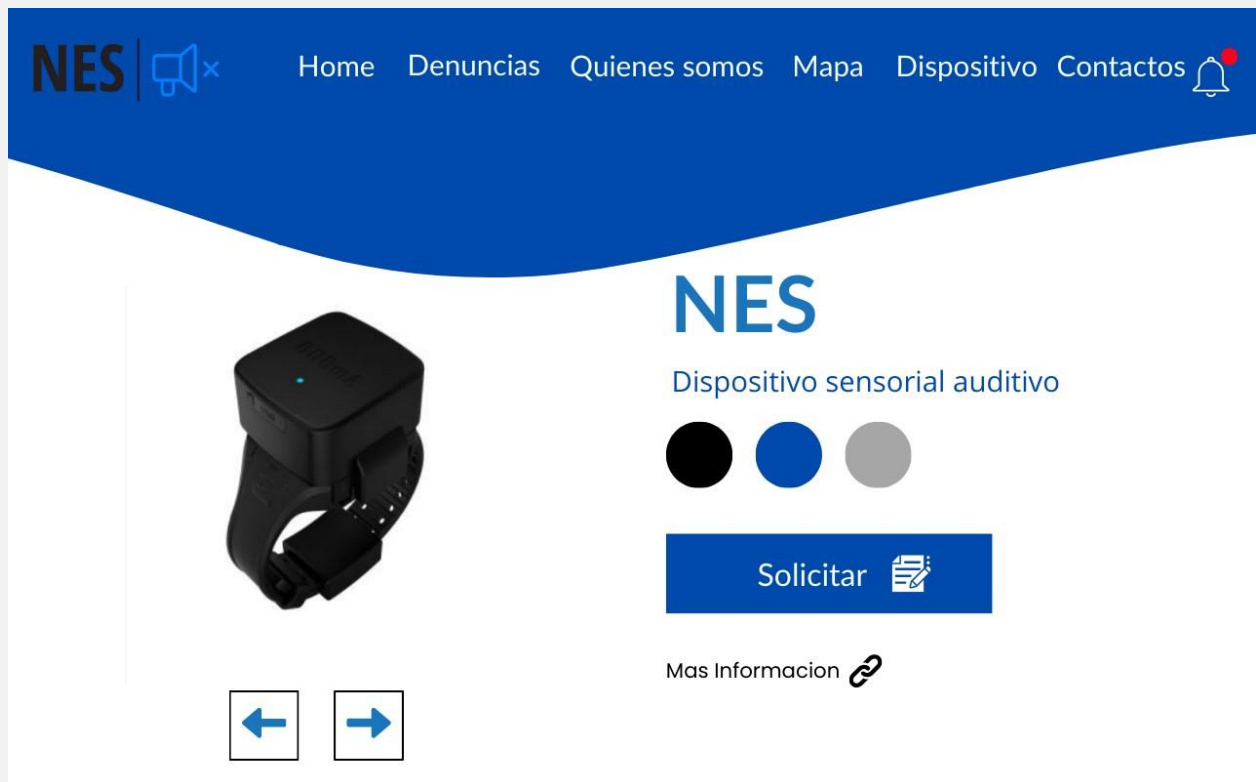 NES
Home Denuncias Quienes somos Mapa Dispositivo Contactos
NES
Dispositivo sensorial auditivo
Solicitar
Mas Informacion